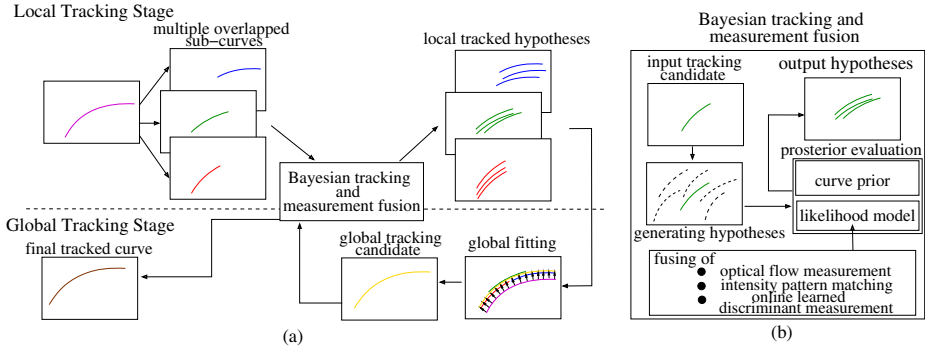 Local Tracking Stage
multiple overlapped
sub-curves
local tracked hypotheses
Bayesian tracking
and
measurement fusion
Global Tracking Stage
final tracked curve
global tracking
candidate
global fitting
(a)
Bayesian tracking and
measurement fusion
input tracking
candidate
output hypotheses
prosterior evaluation
curve prior
likelihood model
generating hypotheses
fusing of
● optical flow measurement
● intensity pattern matching
● online learned
discriminant measurement
(b)